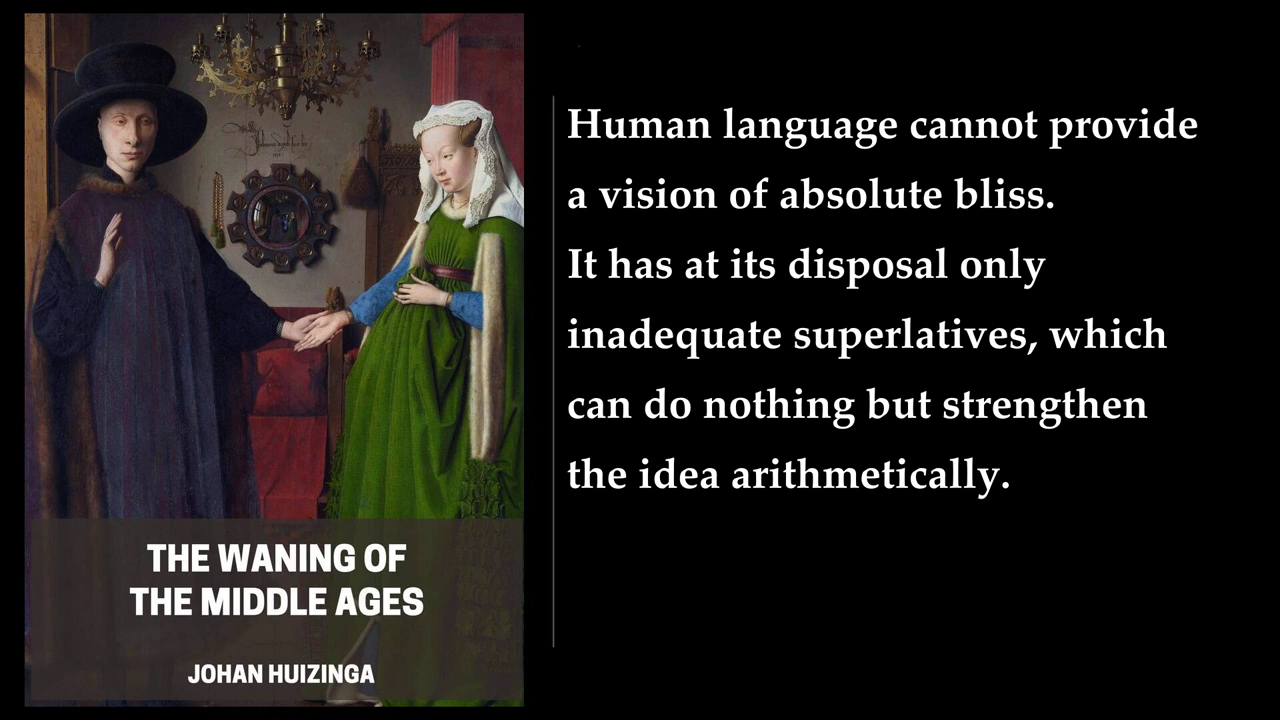 Human language cannot provide
a vision of absolute bliss.
It has at its disposal only
inadequate superlatives, which
can do nothing but strengthen
the idea arithmetically.
THE WANING OF
THE MIDDLE AGES
JOHAN HUIZINGA